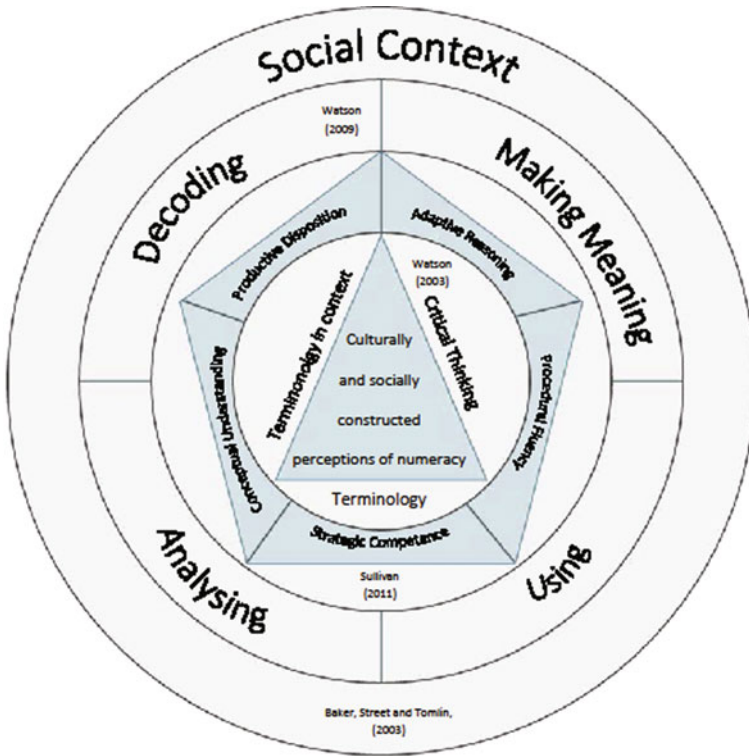 Social Context
Watson
(2009)
Decoding
Making Meaning
Productive Disposition
Adaptive Reasoning
Watson
(2003)
Terminonolgy in context
Critical Thinking
Culturally
and socially
constructed
perceptions of numeracy
Conceptual Understanding
Procedural Fluency
Terminology
Strategic Competence
Analysing
Using
Sullivan
(2011)
Baker, Street and Tomlin,
(2003)